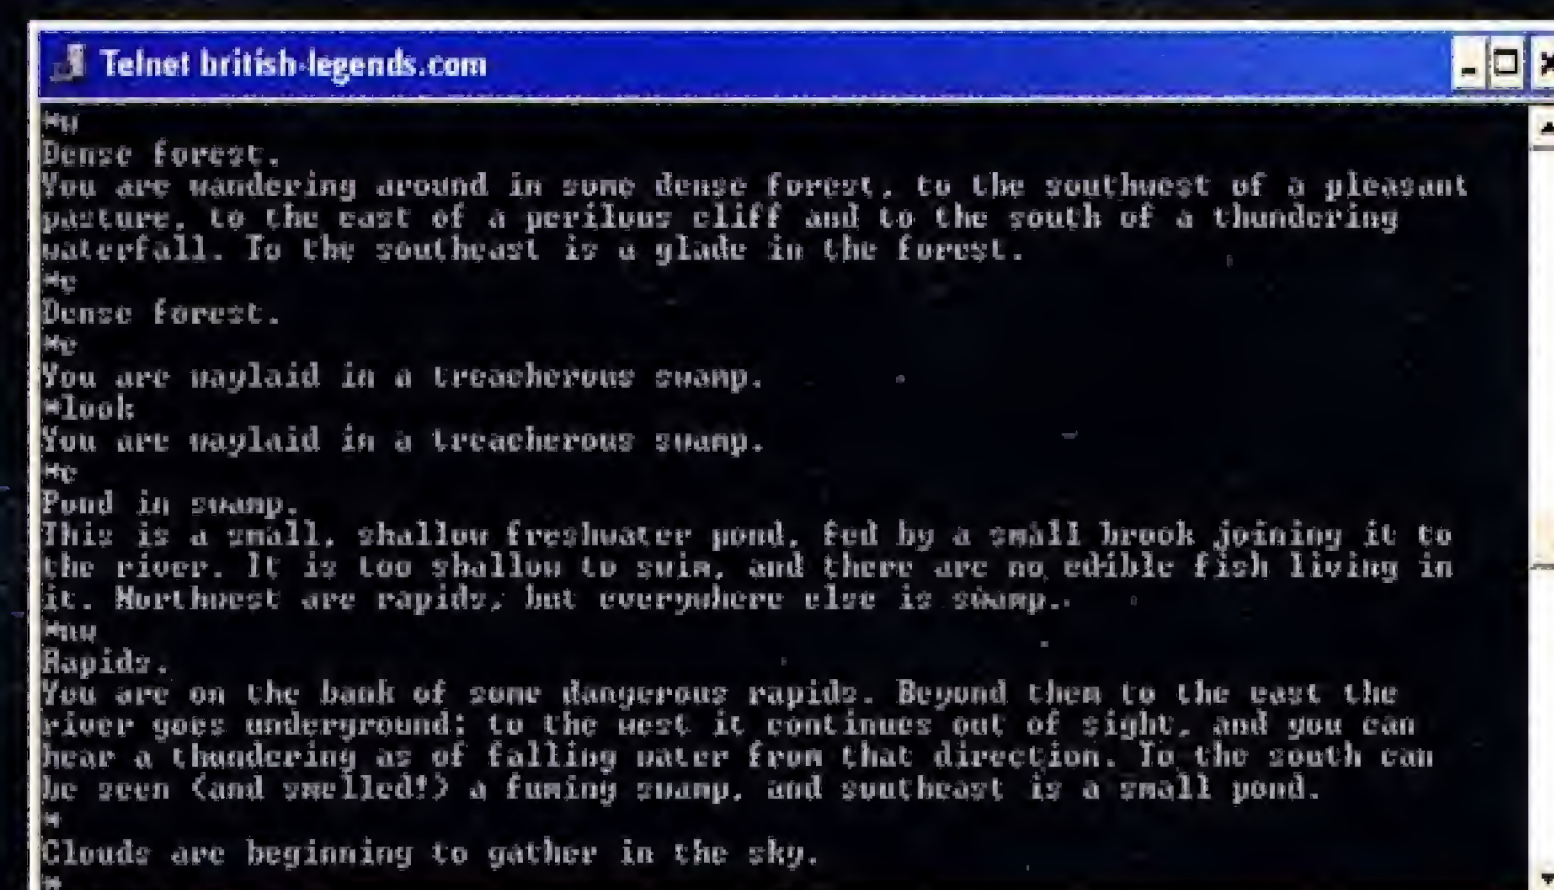 Telnet british-legends.com
*w
Dense forest.
You are wandering around in some dense forest, to the southwest of a pleasant
pasture, to the east of a perilous cliff and to the south of a thundering
waterfall. To the southeast is a glade in the forest.
*e
Dense forest.
*e
You are waylaid in a treacherous swamp.
*look
You are waylaid in a treacherous swamp.
*e
Pond in swamp.
This is a small, shallow freshwater pond, fed by a small brook joining it to
the river. It is too shallow to swim, and there are no edible fish living in
it. Northwest are rapids, but everywhere else is swamp.
*nw
Rapids.
You are on the bank of some dangerous rapids. Beyond them to the east the
river goes underground; to the west it continues out of sight, and you can
hear a thundering as of falling water from that direction. To the south can
be seen (and smelled!) a fuming swamp, and southeast is a small pond.
*
Clouds are beginning to gather in the sky.
*